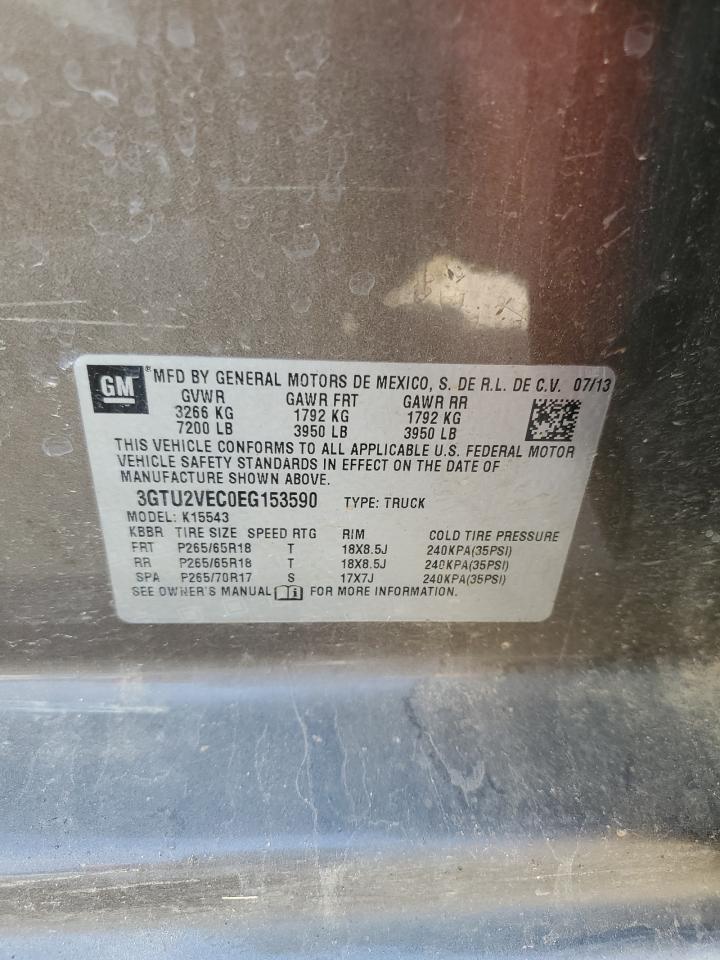 GM® MFD BY GENERAL MOTORS DE MEXICO, S. DE R.L. DE C.V. 07/13
GVWR GAWR FRT GAWR RR
3266 KG 1792 KG 1792 KG
7200 LB 3950 LB 3950 LB
THIS VEHICLE CONFORMS TO ALL APPLICABLE U.S. FEDERAL MOTOR
VEHICLE SAFETY STANDARDS IN EFFECT ON THE DATE OF
MANUFACTURE SHOWN ABOVE.
3GTU2VEC0EG153590 TYPE: TRUCK
MODEL: K15543
KBBR TIRE SIZE SPEED RTG RIM COLD TIRE PRESSURE
FRT P265/65R18 T 18X8.5J 240KPA(35PSI)
RR P265/65R18 T 18X8.5J 240KPA(35PSI)
SPA P265/70R17 S 17X7J 240KPA(35PSI)
SEE OWNER'S MANUAL FOR MORE INFORMATION.